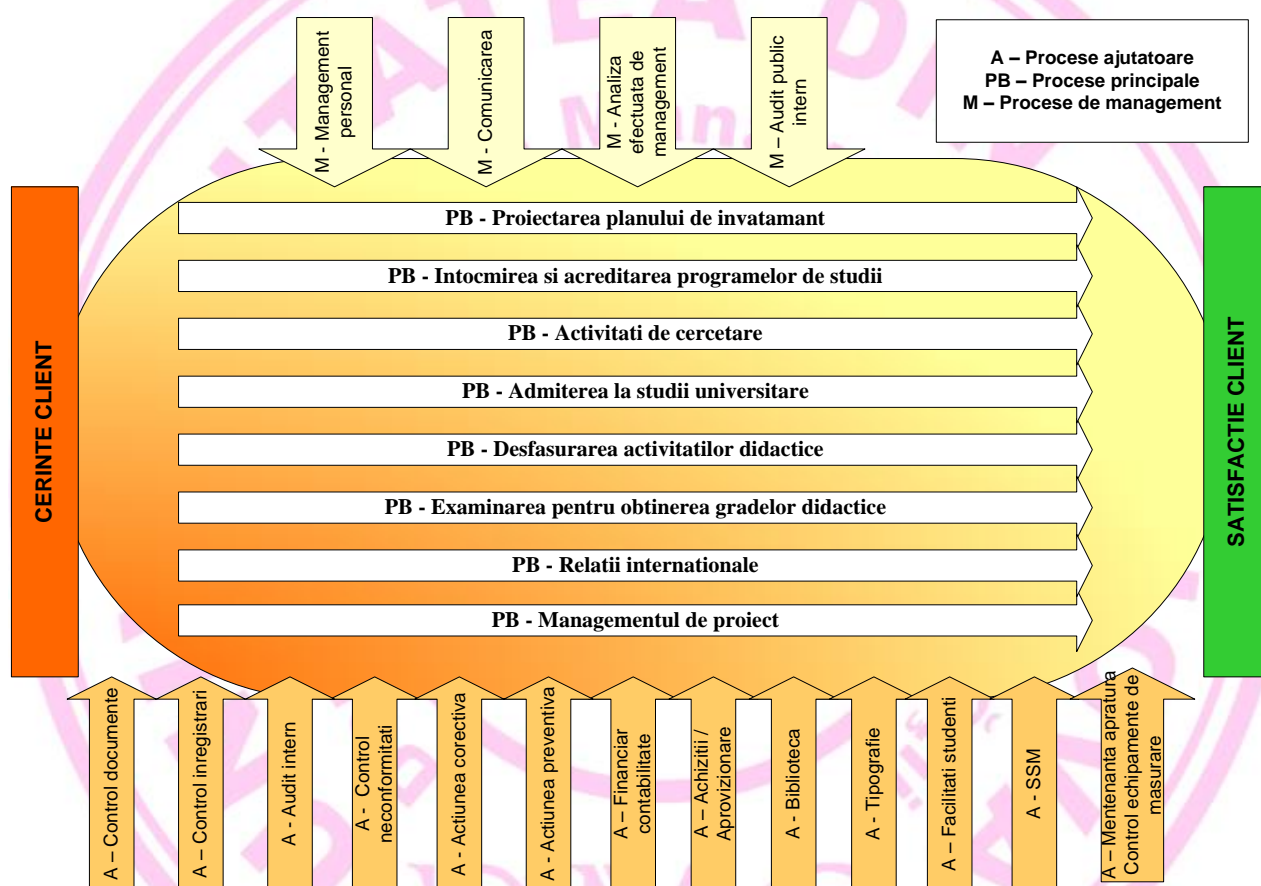 M - Management
personal
M - Comunicarea
M - Analiza
efectuata de
management
M – Audit public
intern
A – Procese ajutatoare
PB – Procese principale
M – Procese de management
CERINTE CLIENT
PB - Proiectarea planului de invatamant
PB - Intocmirea si acreditarea programelor de studii
PB - Activitati de cercetare
PB - Admiterea la studii universitare
PB - Desfasurarea activitatilor didactice
PB - Examinarea pentru obtinerea gradelor didactice
PB - Relatii internationale
PB - Managementul de proiect
SATISFACTIE CLIENT
A – Control documente
A – Control inregistrari
A - Audit intern
A - Control
neconformitati
A - Actiunea corectiva
A - Actiunea preventiva
A – Financiar
contabilitate
A – Achizitii /
Aprovizionare
A - Biblioteca
A - Tipografie
A – Facilitati studenti
A - SSM
A – Mentenanta apratura
Control echipamente de
masurare